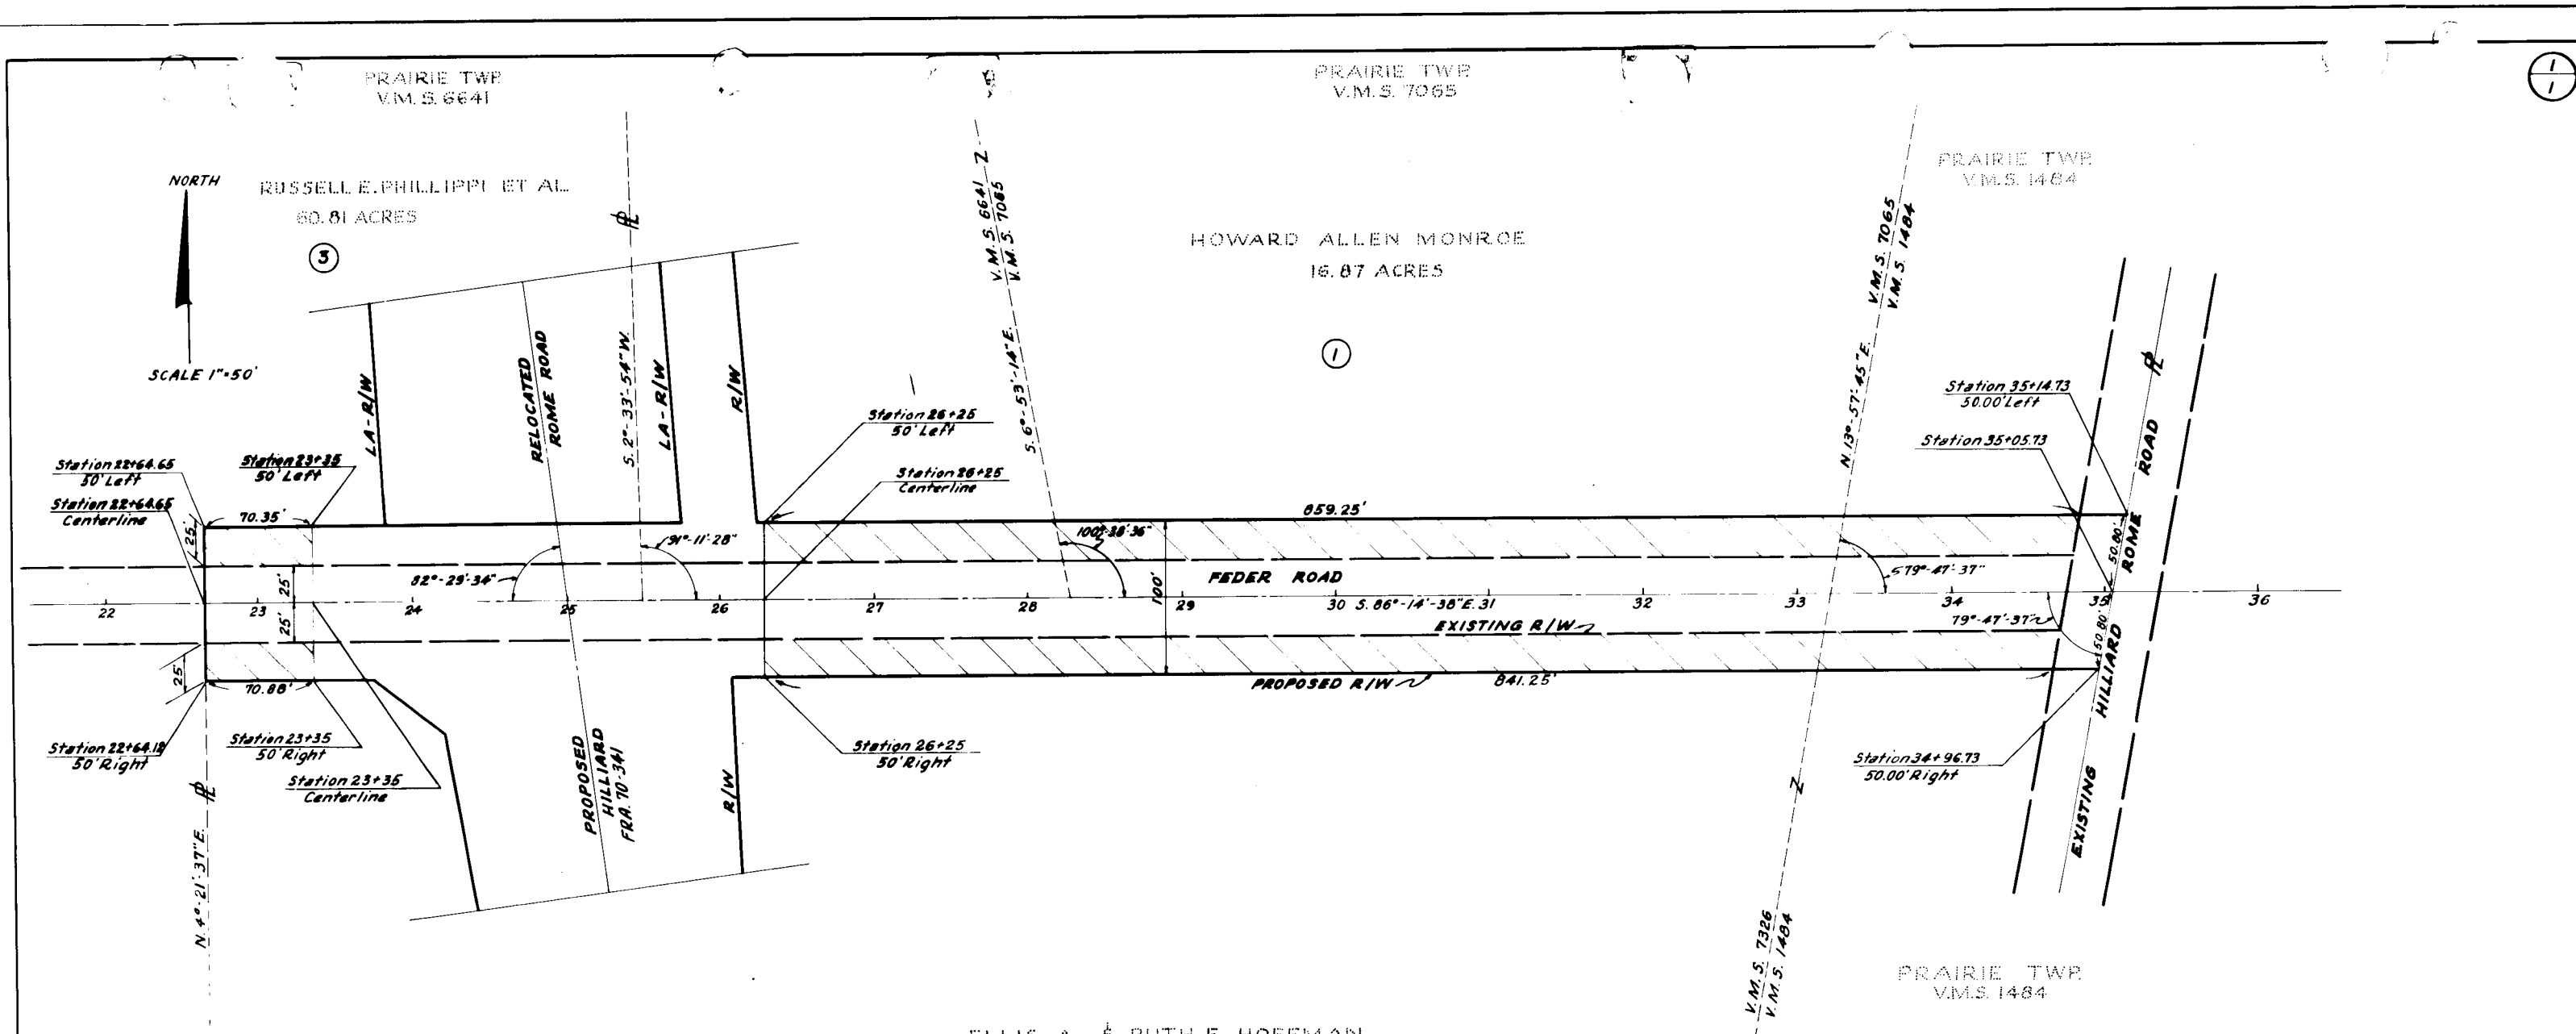 PRAIRIE TWP.
V.M.S. 6641
PRAIRIE TWP.
V.M.S. 7065
1
1
PRAIRIE TWP.
V.M.S. 1484
NORTH
SCALE 1"=50'
RUSSELL E. PHILLIPPI ET AL.
60.81 ACRES
3
HOWARD ALLEN MONROE
16.87 ACRES
1
V.M.S. 6641
V.M.S. 7065
S. 6°-53'-14" E.
V.M.S. 7065
V.M.S. 1484
N. 13°-57'-45" E.
LA-R/W
RELOCATED
ROME ROAD
S. 2°-33'-54" W.
LA-R/W
R/W
Station 26+25
50' Left
Station 26+25
Centerline
Station 35+14.73
50.00' Left
Station 35+05.73
Station 22+64.65
50' Left
Station 22+64.65
Centerline
Station 23+35
50' Left
70.35'
25'
25'
25'
25'
859.25'
82°-29'-34"
91°-11'-28"
100°-38'-36"
100'
579°-47'-37"
79°-47'-37"
50.80'
50.80'
FEDER ROAD
22 23 24 25 26 27 28 29 30 S. 86°-14'-38" E. 31 32 33 34 35 36
EXISTING R/W
PROPOSED R/W
841.25'
70.88'
EXISTING HILLIARD ROME ROAD
Station 22+64.12
50' Right
Station 23+35
50' Right
Station 23+35
Centerline
Station 26+25
50' Right
Station 34+96.73
50.00' Right
PROPOSED
HILLIARD
FRA. 70-341
R/W
N. 4°-21'-37" E.
V.M.S. 7326
V.M.S. 1484
PRAIRIE TWP.
V.M.S. 1484
ELLIS A. & RUTH E. HOFFMAN